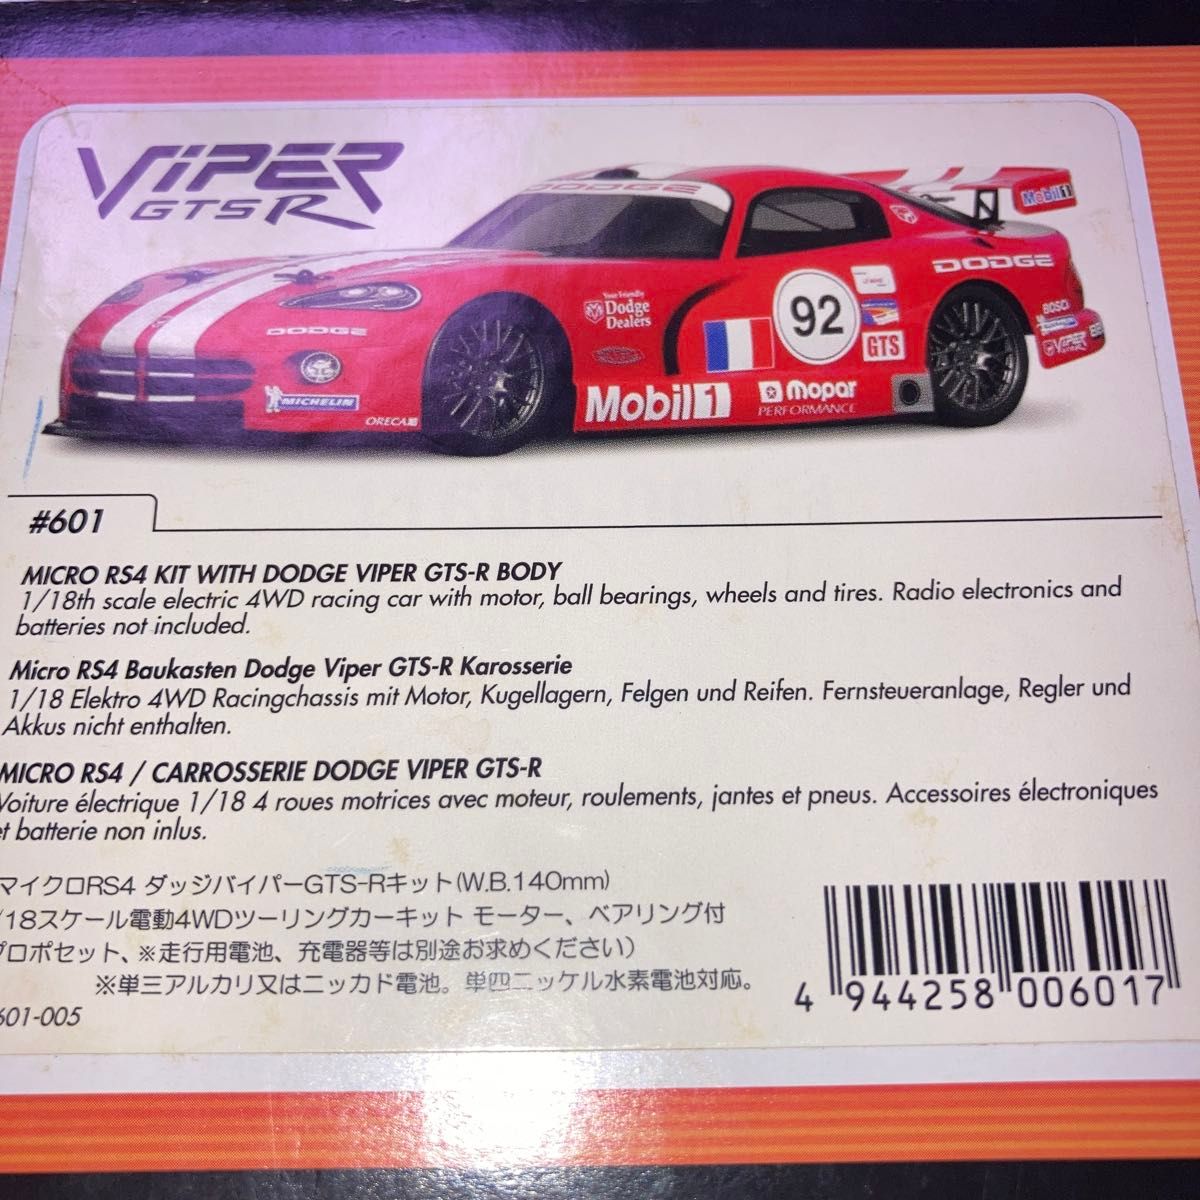 VIPER
GTS R
DODGE
Mobil 1
DODGE
DODGE
Your Friendly
Dodge
Dealers
92
GTS
MICHELIN
ORECA
Mobil 1
mopar
PERFORMANCE
VIPER
#601
MICRO RS4 KIT WITH DODGE VIPER GTS-R BODY
1/18th scale electric 4WD racing car with motor, ball bearings, wheels and tires. Radio electronics and
batteries not included.
Micro RS4 Baukasten Dodge Viper GTS-R Karosserie
1/18 Elektro 4WD Racingchassis mit Motor, Kugellagern, Felgen und Reifen. Fernsteueranlage, Regler und
Akkus nicht enthalten.
MICRO RS4 / CARROSSERIE DODGE VIPER GTS-R
Voiture électrique 1/18 4 roues motrices avec moteur, roulements, jantes et pneus. Accessoires électroniques
et batterie non inlus.
マイクロRS4 ダッジバイパーGTS-Rキット(W.B.140mm)
/18スケール電動4WDツーリングカーキット モーター、ベアリング付
プロポセット、※走行用電池、充電器等は別途お求めください)
※単三アルカリ又はニッカド電池。単四ニッケル水素電池対応。
601-005
4 944258 006017